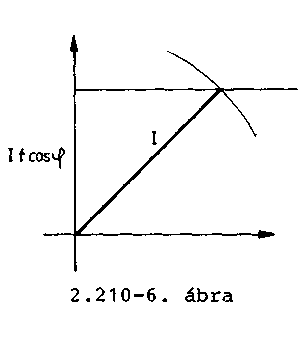 I
I t cosφ
2.210-6. ábra